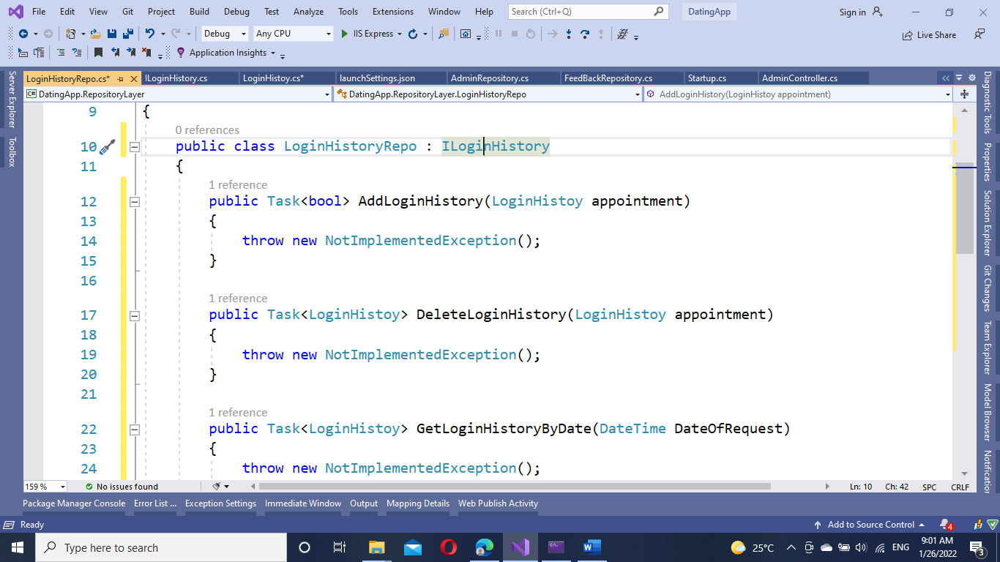 File Edit View Git Project Build Debug Test Analyze Tools Extensions Window Help Search (Ctrl+Q) DatingApp Sign in
Debug Any CPU IIS Express Live Share
Application Insights
LoginHistoryRepo.cs* ILoginHistory.cs LoginHistoy.cs* launchSettings.json AdminRepository.cs FeedBackRepository.cs Startup.cs AdminController.cs
C# DatingApp.RepositoryLayer DatingApp.RepositoryLayer.LoginHistoryRepo AddLoginHistory(LoginHistoy appointment)
Server Explorer
Toolbox
9 {
0 references
10 public class LoginHistoryRepo : ILoginHistory
11 {
1 reference
12 public Task<bool> AddLoginHistory(LoginHistoy appointment)
13 {
14 throw new NotImplementedException();
15 }
16
1 reference
17 public Task<LoginHistoy> DeleteLoginHistory(LoginHistoy appointment)
18 {
19 throw new NotImplementedException();
20 }
21
1 reference
22 public Task<LoginHistoy> GetLoginHistoryByDate(DateTime DateOfRequest)
23 {
24 throw new NotImplementedException();
Diagnostic Tools
Properties
Solution Explorer
Git Changes
Team Explorer
Model Browser
Notification
159 % No issues found Ln: 10 Ch: 42 SPC CRLF
Package Manager Console Error List ... Exception Settings Immediate Window Output Mapping Details Web Publish Activity
Ready Add to Source Control 4
Type here to search 25°C ENG 9:01 AM
1/26/2022 3